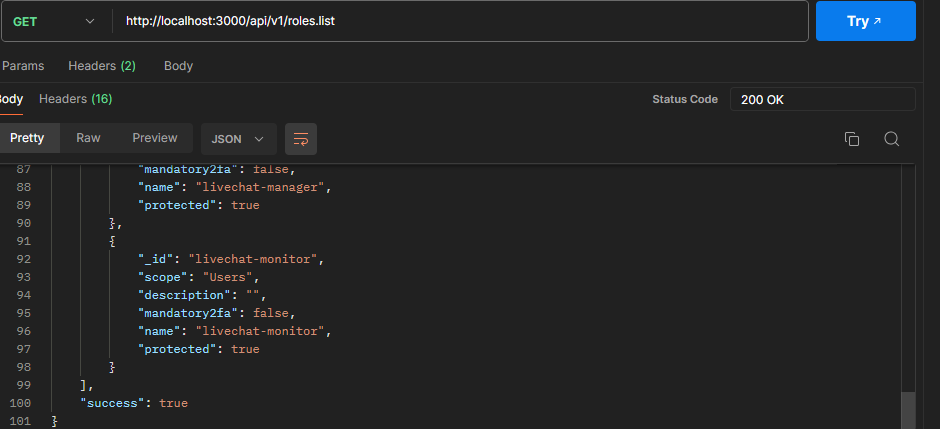 GET http://localhost:3000/api/v1/roles.list Try ↗
Params Headers (2) Body
Body Headers (16) Status Code 200 OK
Pretty Raw Preview JSON
87 "mandatory2fa": false,
88 "name": "livechat-manager",
89 "protected": true
90 },
91 {
92 "_id": "livechat-monitor",
93 "scope": "Users",
94 "description": "",
95 "mandatory2fa": false,
96 "name": "livechat-monitor",
97 "protected": true
98 }
99 ],
100 "success": true
101 }